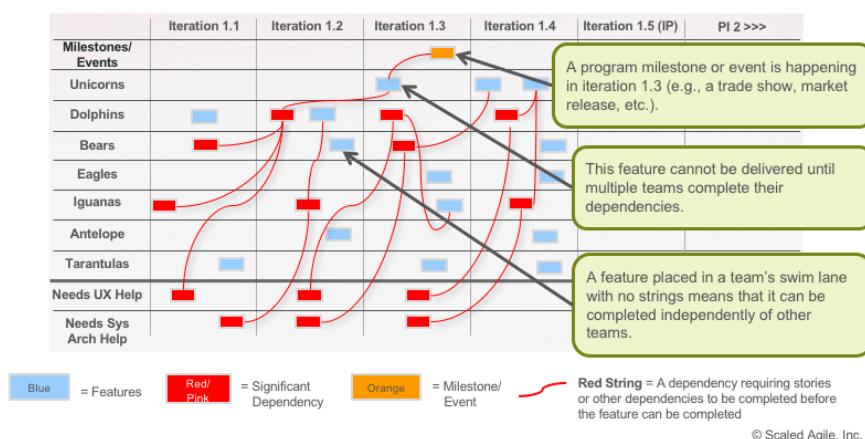 Iteration 1.1 Iteration 1.2 Iteration 1.3 Iteration 1.4 Iteration 1.5 (IP) PI 2 >>>
Milestones/
Events
Unicorns
Dolphins
Bears
Eagles
Iguanas
Antelope
Tarantulas
Needs UX Help
Needs Sys
Arch Help
A program milestone or event is happening
in iteration 1.3 (e.g., a trade show, market
release, etc.).
This feature cannot be delivered until
multiple teams complete their
dependencies.
A feature placed in a team's swim lane
with no strings means that it can be
completed independently of other
teams.
Blue
= Features
Red/
Pink
= Significant
Dependency
Orange
= Milestone/
Event
Red String = A dependency requiring stories
or other dependencies to be completed before
the feature can be completed
© Scaled Agile, Inc.